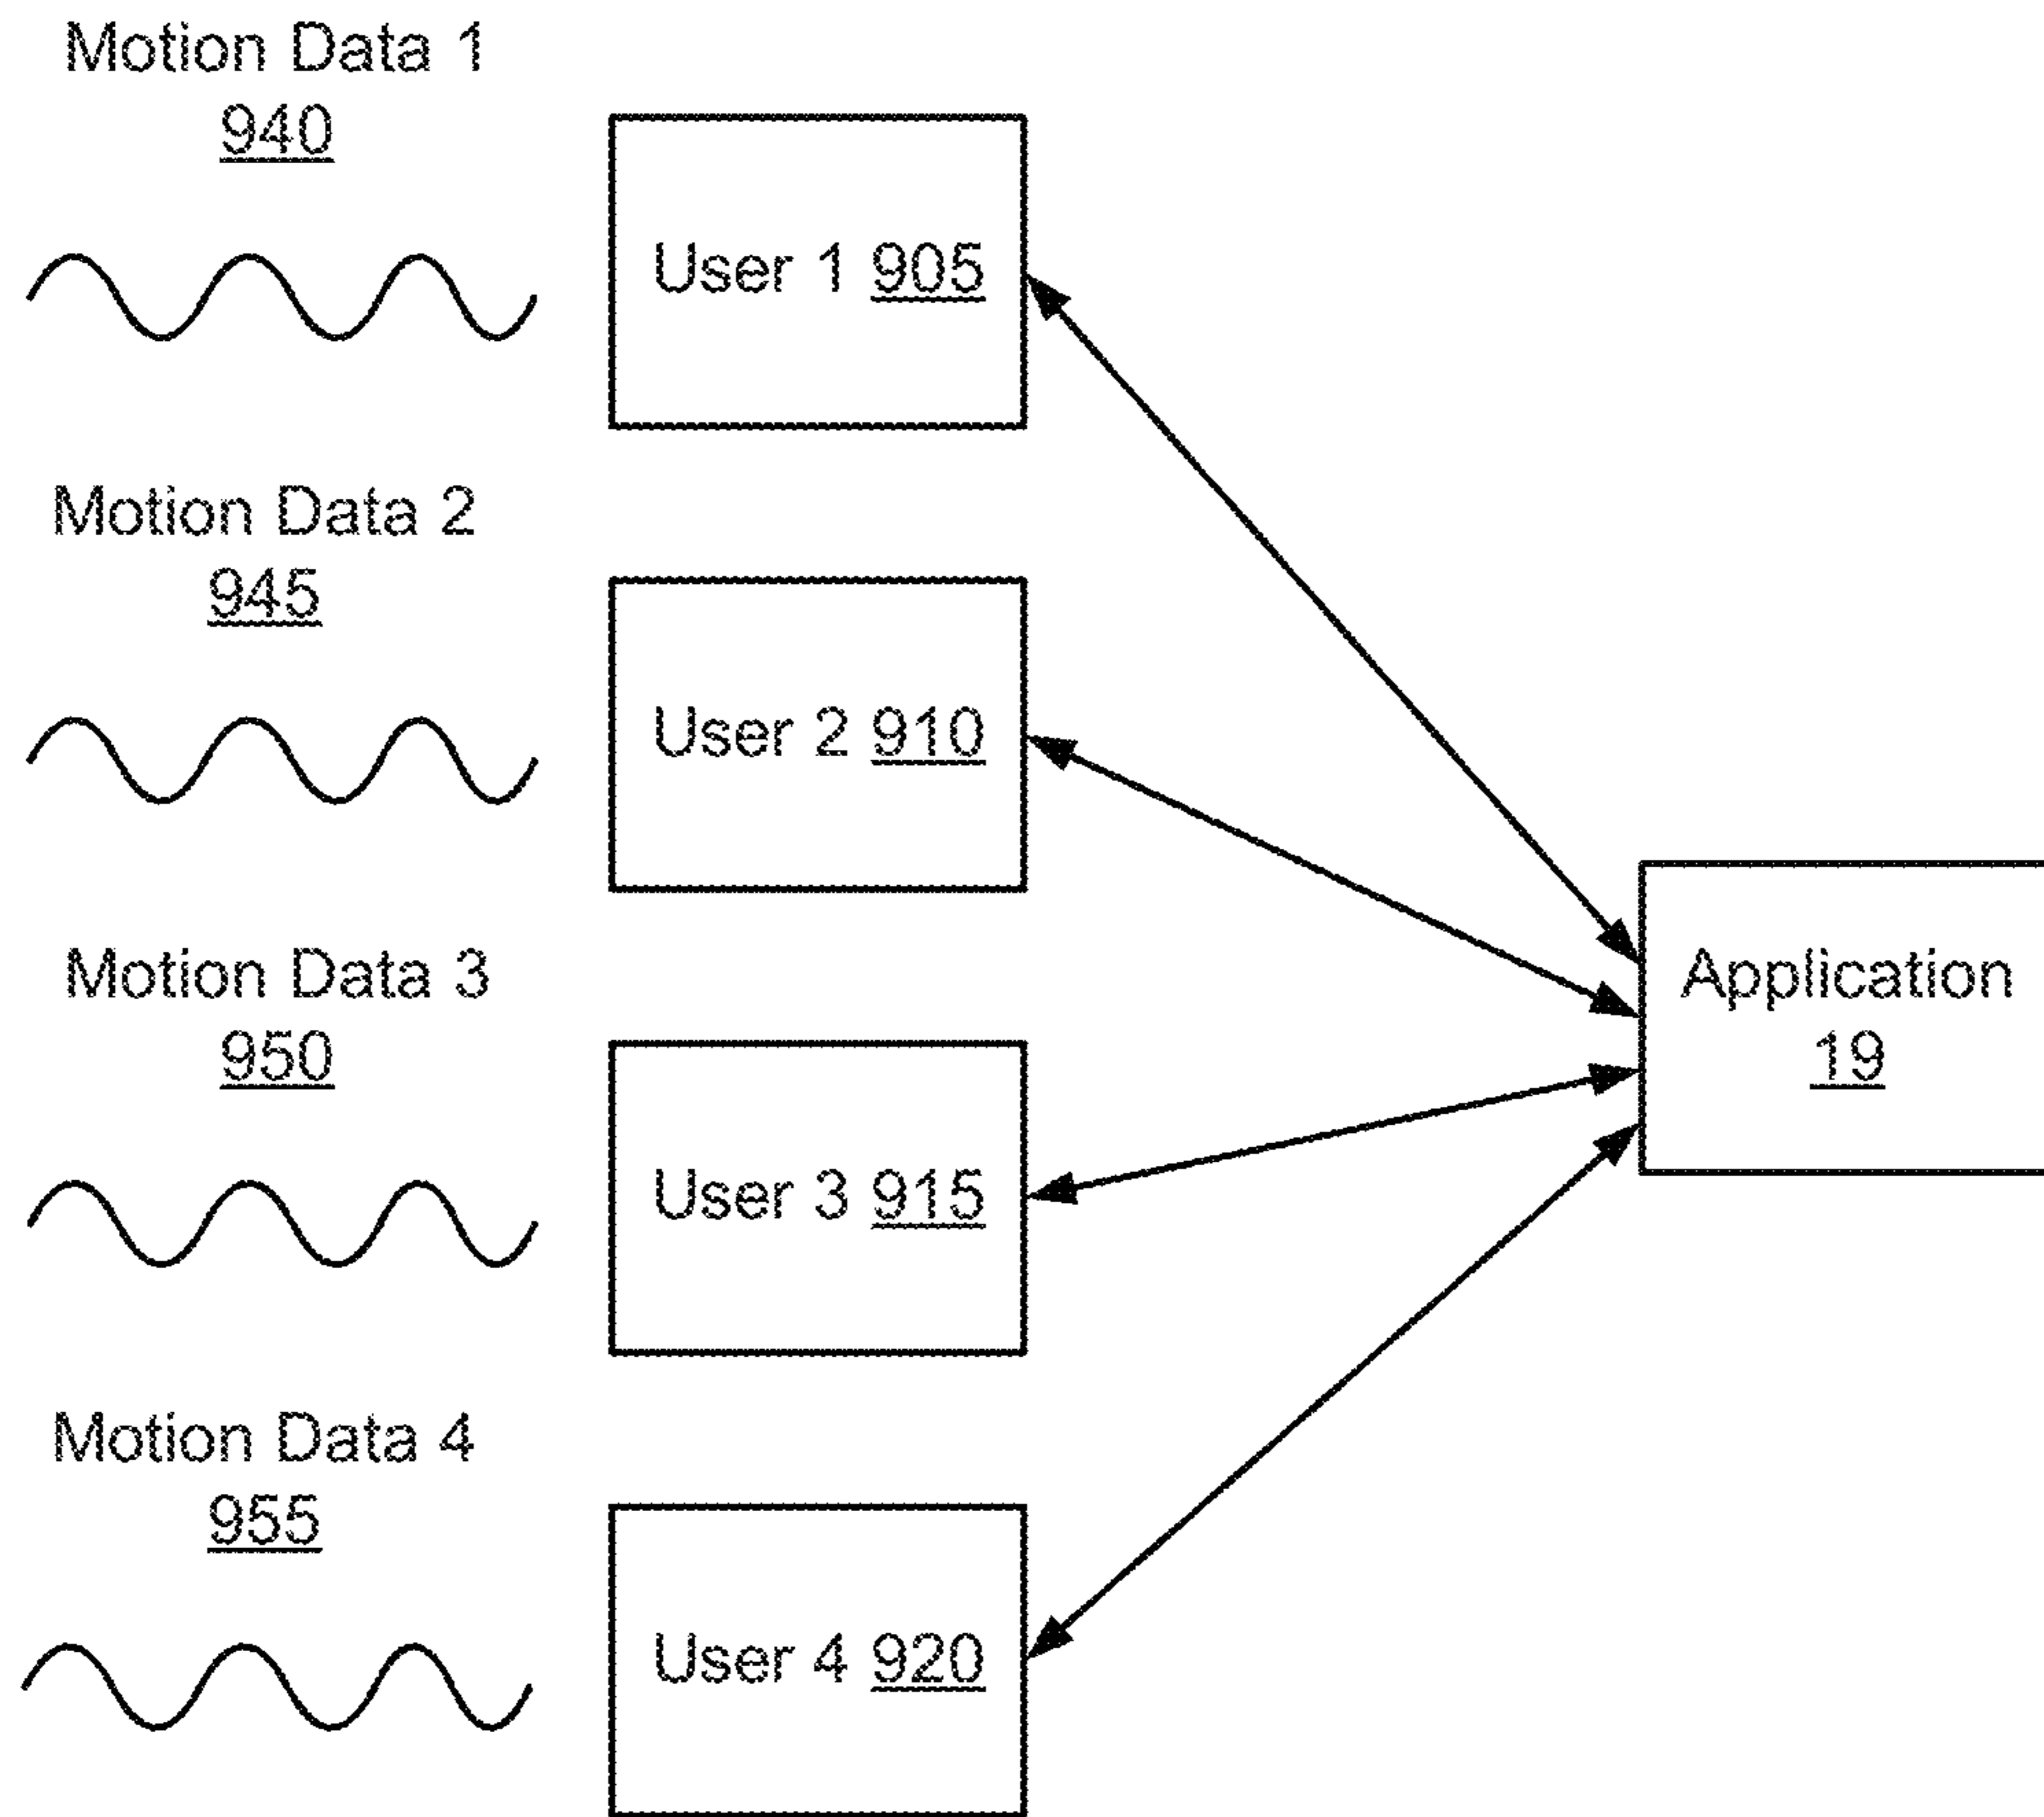 Motion Data 1
940
User 1 905
Motion Data 2
945
User 2 910
Motion Data 3
950
User 3 915
Application
19
Motion Data 4
955
User 4 920